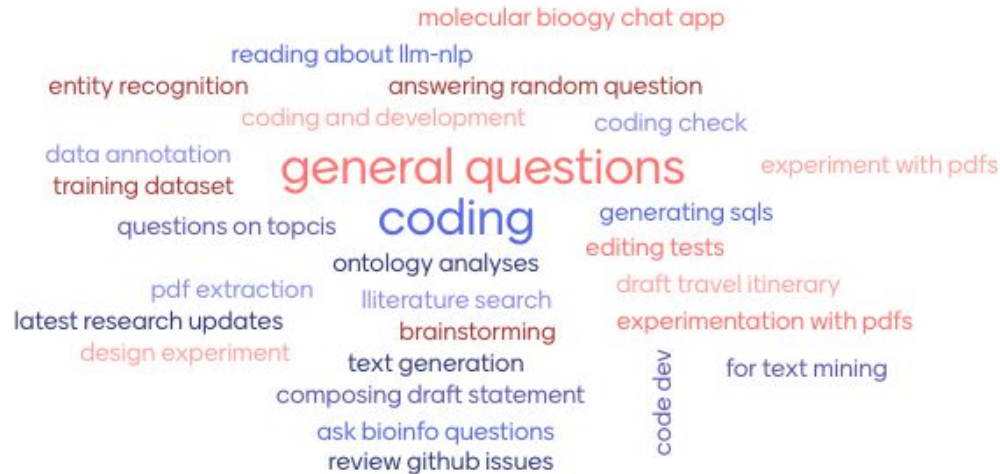 molecular bioogy chat app
reading about llm-nlp
entity recognition
answering random question
coding and development
coding check
data annotation
general questions
experiment with pdfs
training dataset
coding
generating sqls
questions on topcis
editing tests
ontology analyses
draft travel itinerary
pdf extraction
lliterature search
latest research updates
brainstorming
experimentation with pdfs
design experiment
text generation
for text mining
composing draft statement
code dev
ask bioinfo questions
review github issues